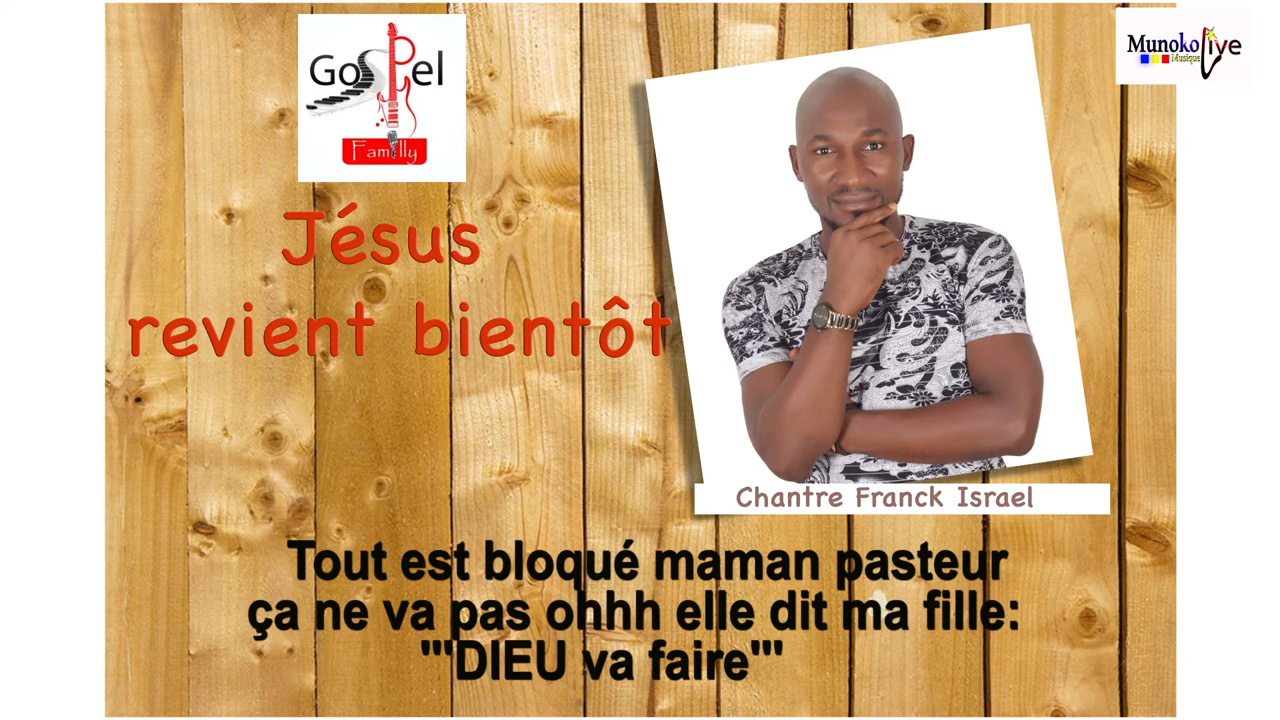 Gospel
Familly
MunokoLive
Musique
Jésus
revient bientôt
Chantre Franck Israel
Tout est bloqué maman pasteur
ça ne va pas ohhh elle dit ma fille:
'"DIEU va faire"'